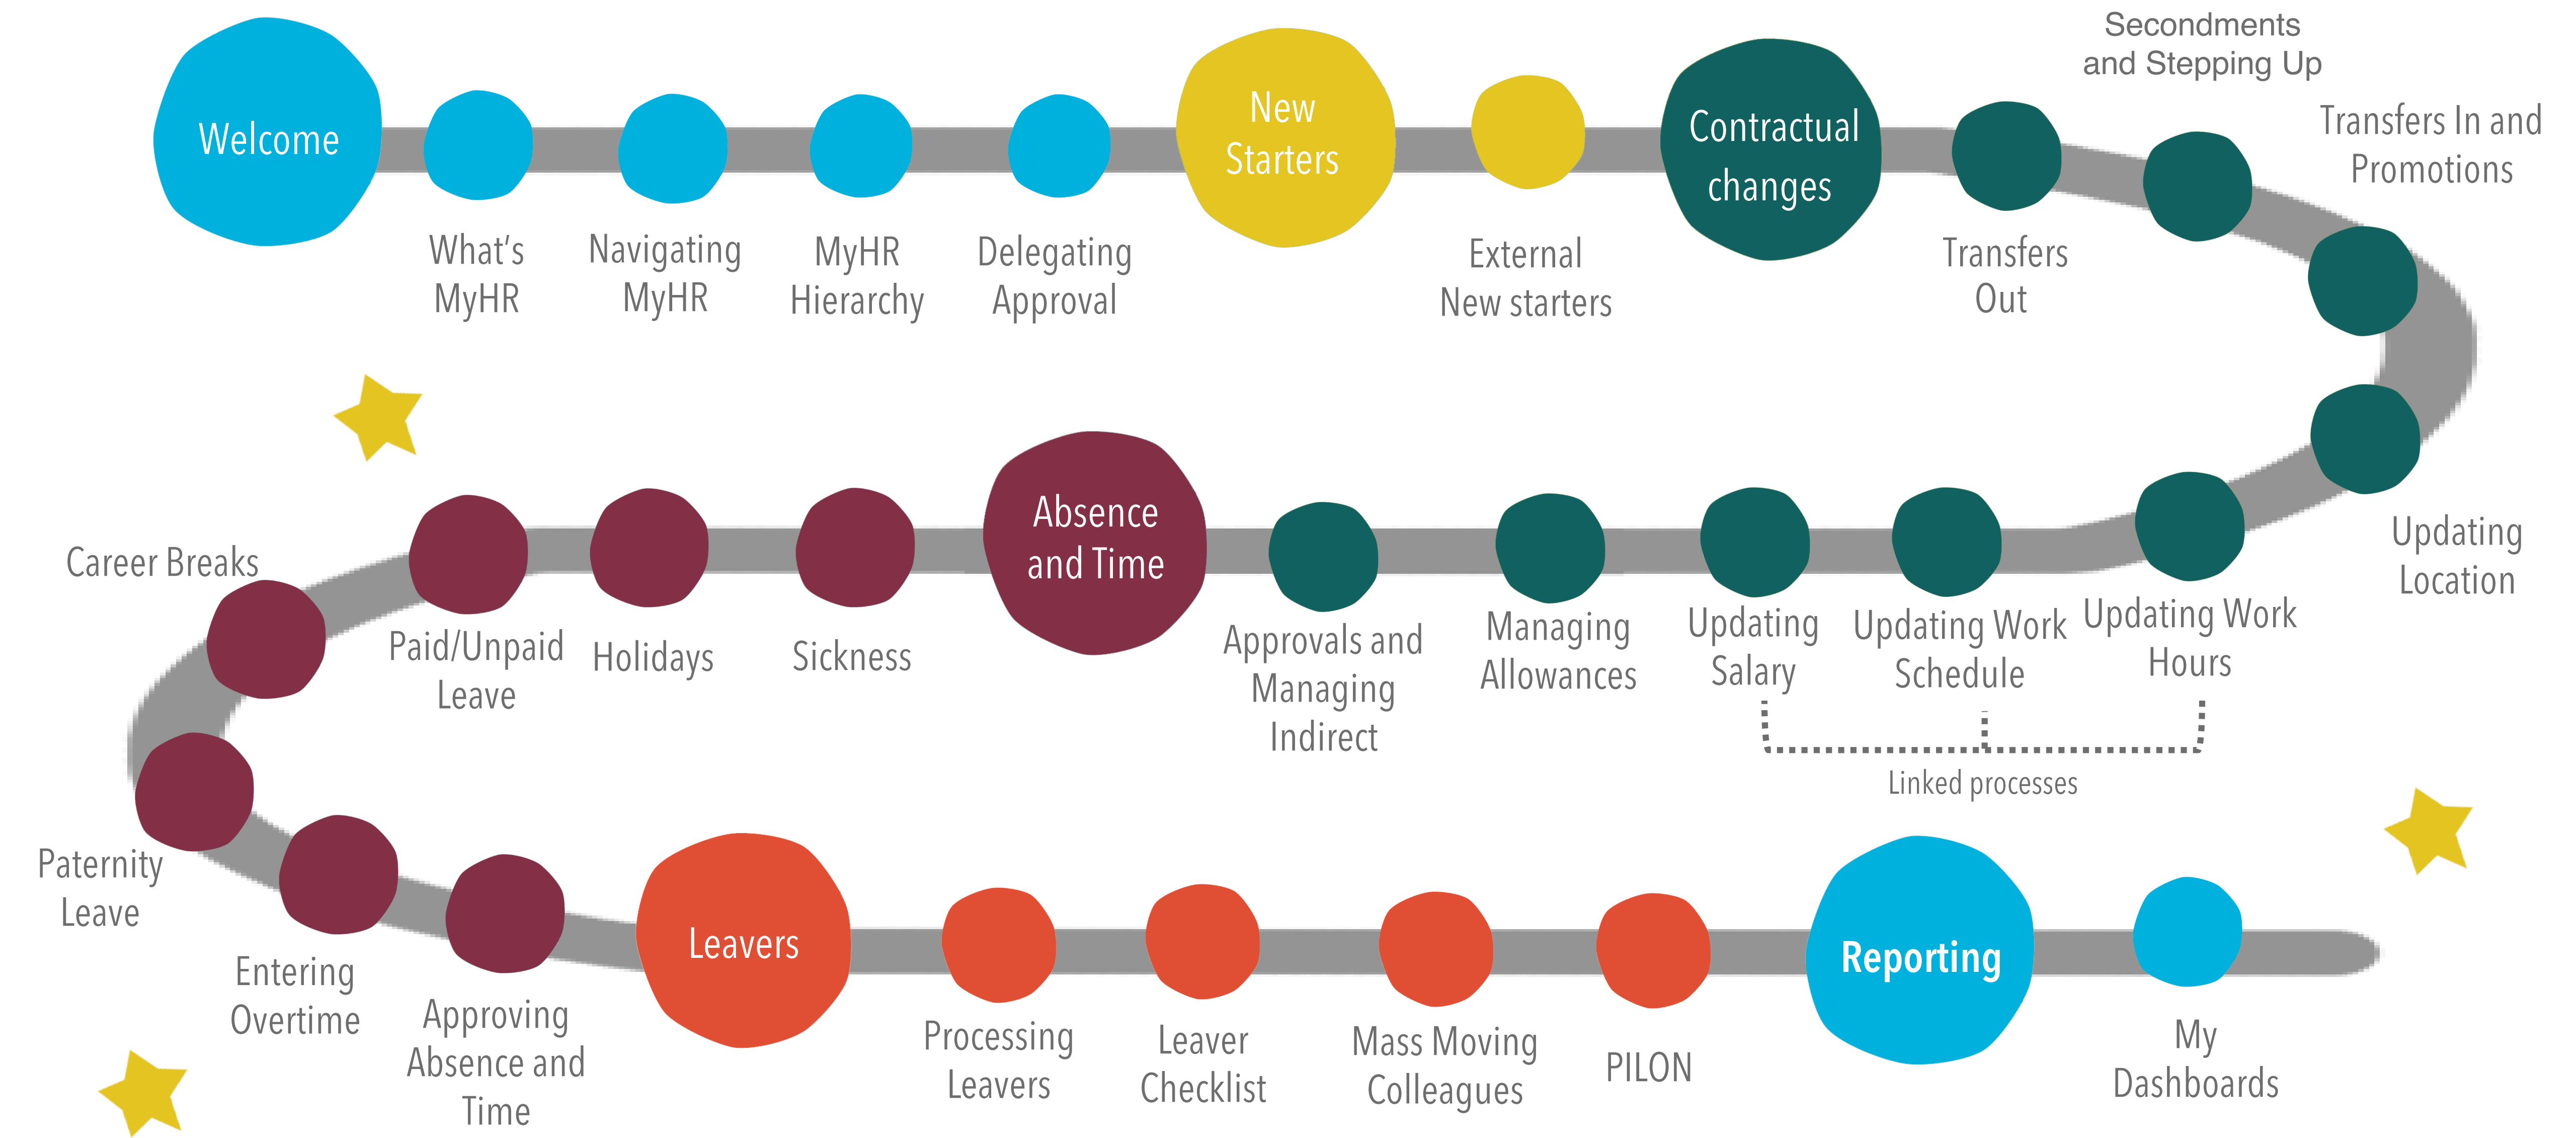 Welcome
What's
MyHR
Navigating
MyHR
MyHR
Hierarchy
Delegating
Approval
New
Starters
External
New starters
Contractual
changes
Transfers
Out
Secondments
and Stepping Up
Transfers In and
Promotions
Updating
Location
Updating Work
Hours
Updating Work
Schedule
Updating
Salary
Linked processes
Managing
Allowances
Approvals and
Managing
Indirect
Absence
and Time
Sickness
Holidays
Paid/Unpaid
Leave
Career Breaks
Paternity
Leave
Entering
Overtime
Approving
Absence and
Time
Leavers
Processing
Leavers
Leaver
Checklist
Mass Moving
Colleagues
PILON
Reporting
My
Dashboards